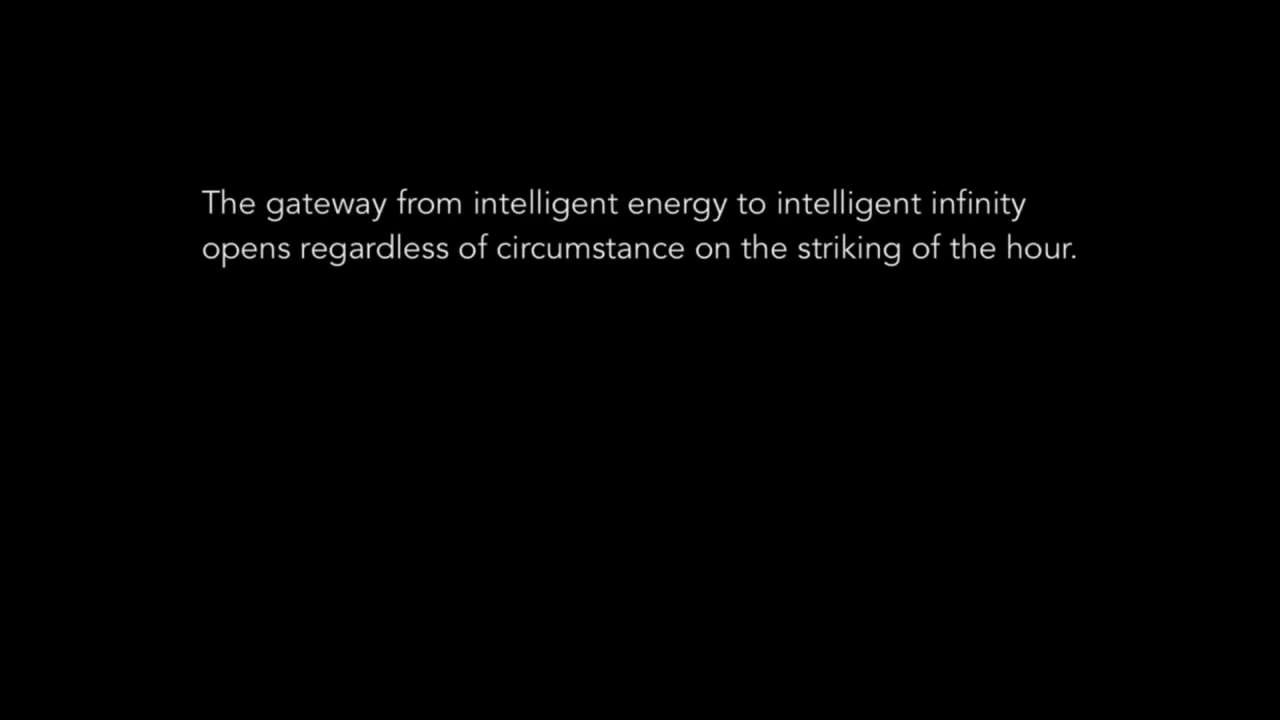 The gateway from intelligent energy to intelligent infinity
opens regardless of circumstance on the striking of the hour.